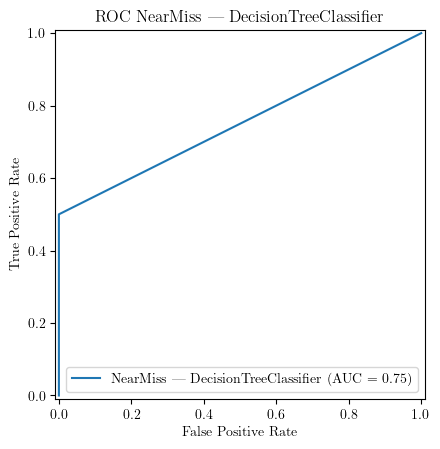 ROC NearMiss — DecisionTreeClassifier
1.0
0.8
0.6
0.4
0.2
0.0
True Positive Rate
NearMiss — DecisionTreeClassifier (AUC = 0.75)
0.0 0.2 0.4 0.6 0.8 1.0
False Positive Rate